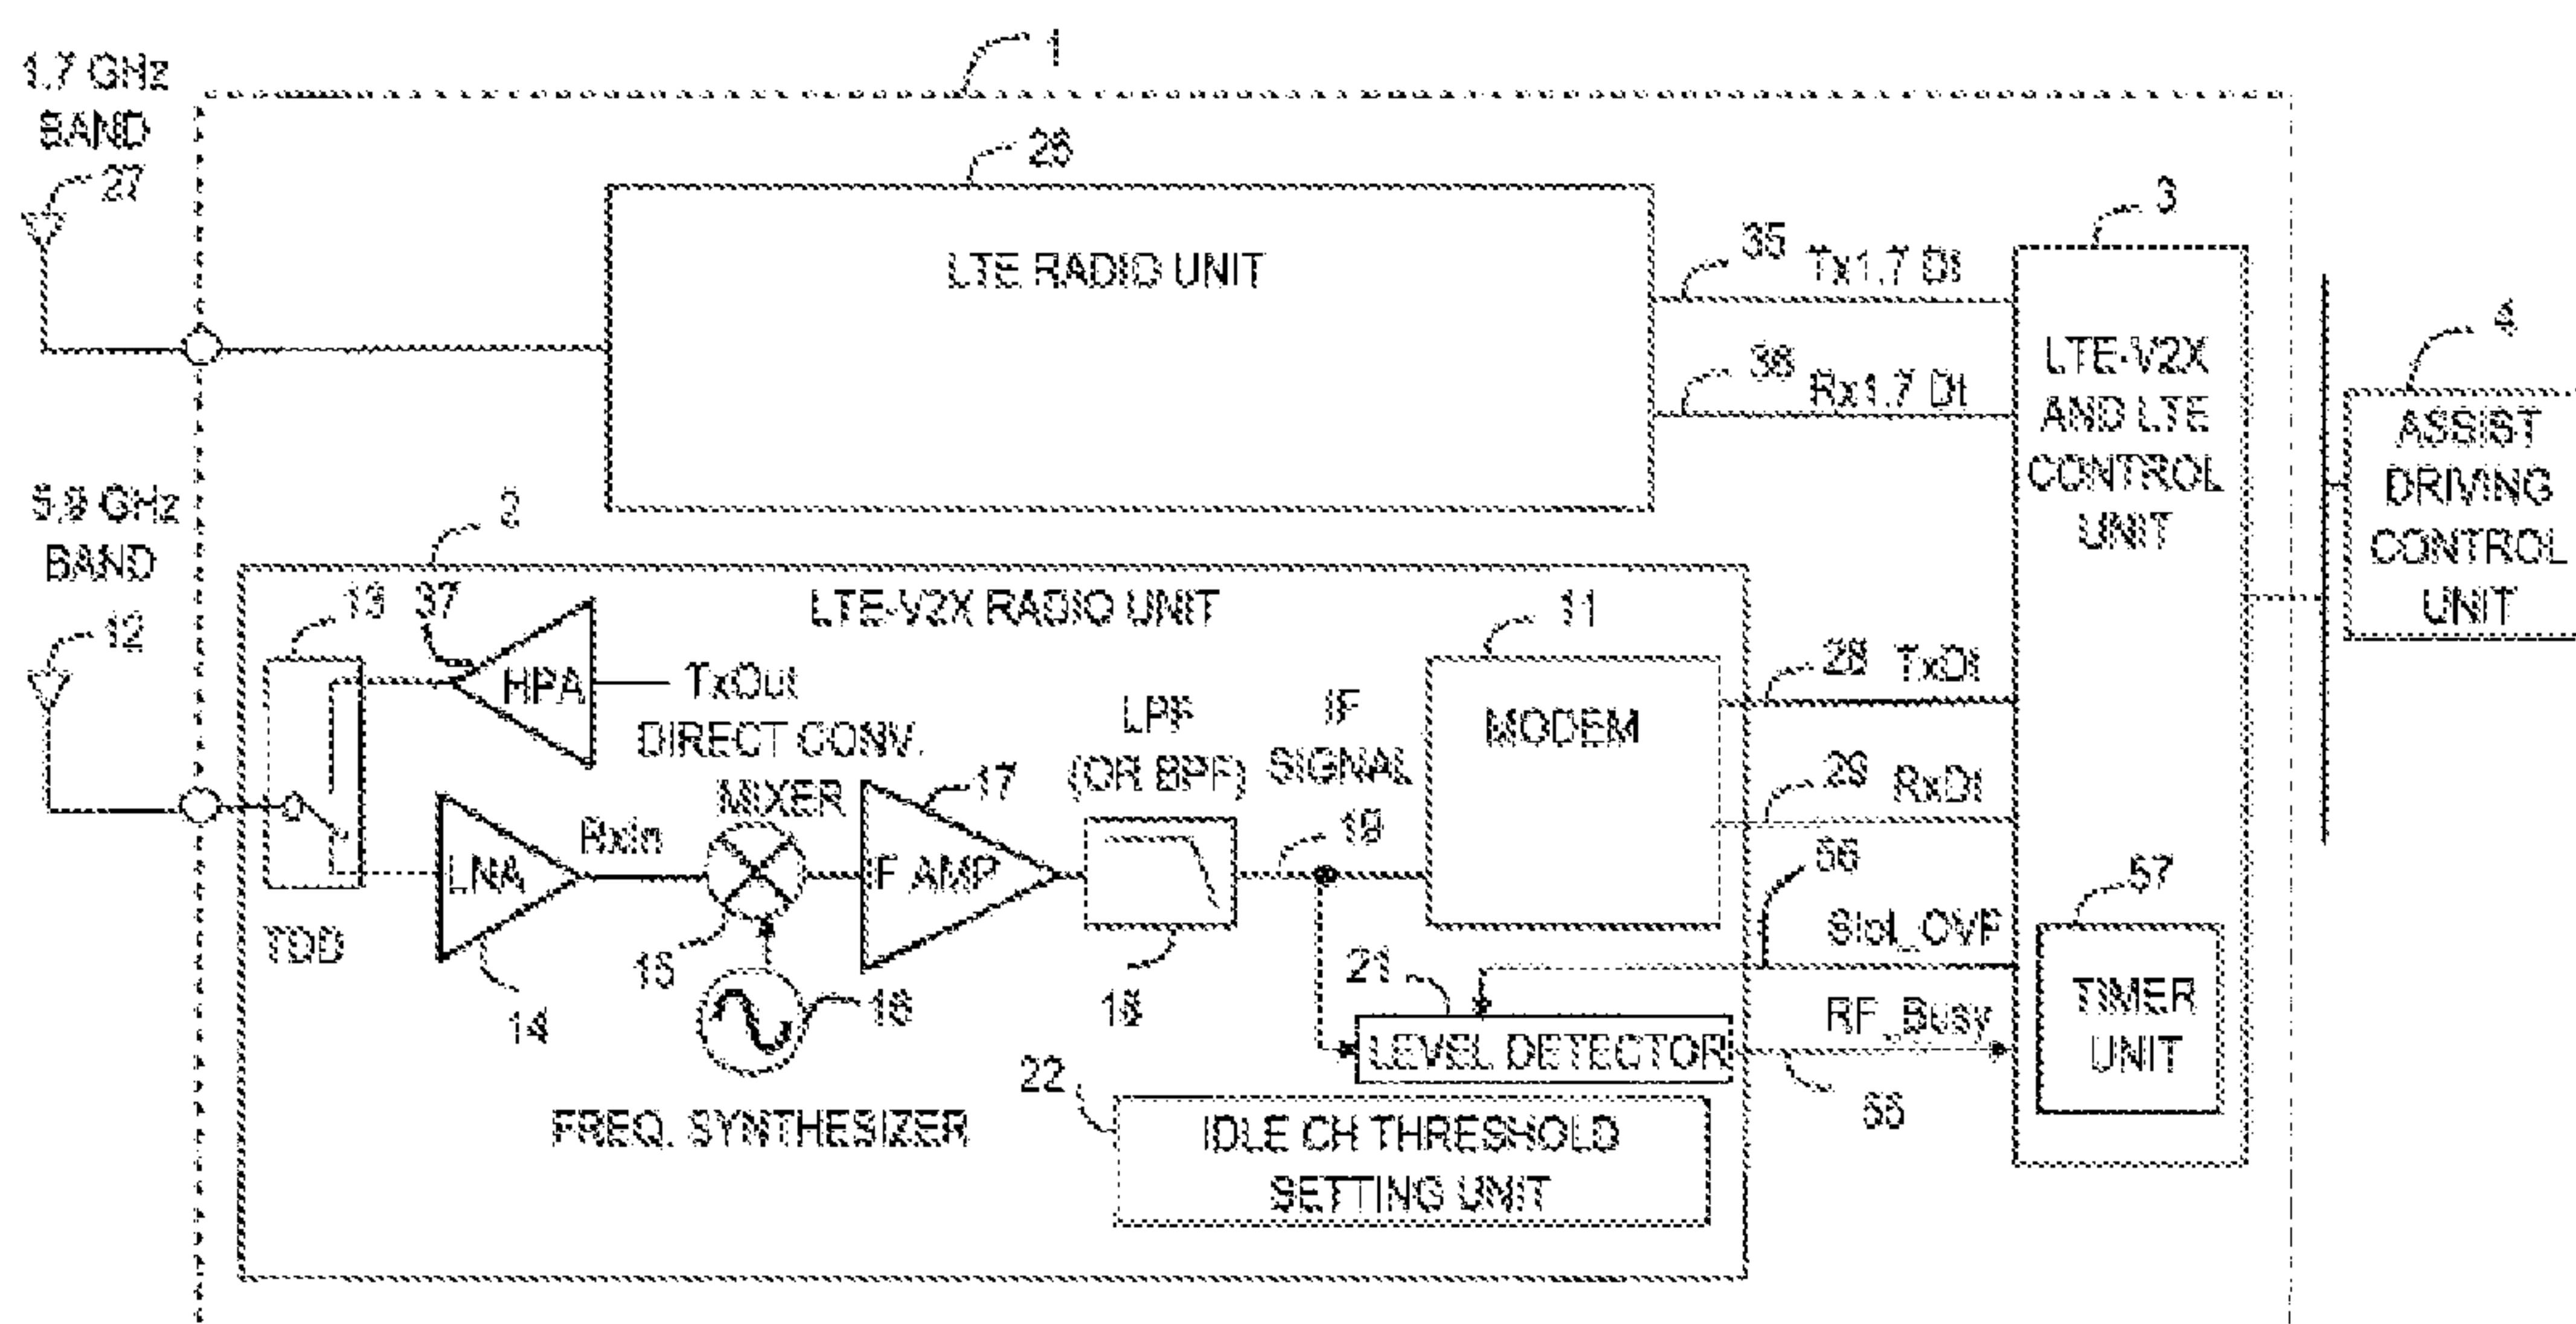 1
1.7 GHz
BAND
27
26
LTE RADIO UNIT
35 Tx1.7 Dt
36 Rx1.7 Dt
3
LTE-V2X
AND LTE
CONTROL
UNIT
4
ASSIST
DRIVING
CONTROL
UNIT
5.9 GHz
BAND
12
2
LTE-V2X RADIO UNIT
13
37
HPA
TxOut
DIRECT CONV.
MIXER
17
LPF
(OR BPF)
IF
SIGNAL
19
11
MODEM
28 TxDt
29 RxDt
TDD
LNA
14
RxIn
15
16
IF AMP
18
21
LEVEL DETECTOR
56
Slot_OVF
RF_Busy
55
57
TIMER
UNIT
FREQ. SYNTHESIZER
22
IDLE CH THRESHOLD
SETTING UNIT